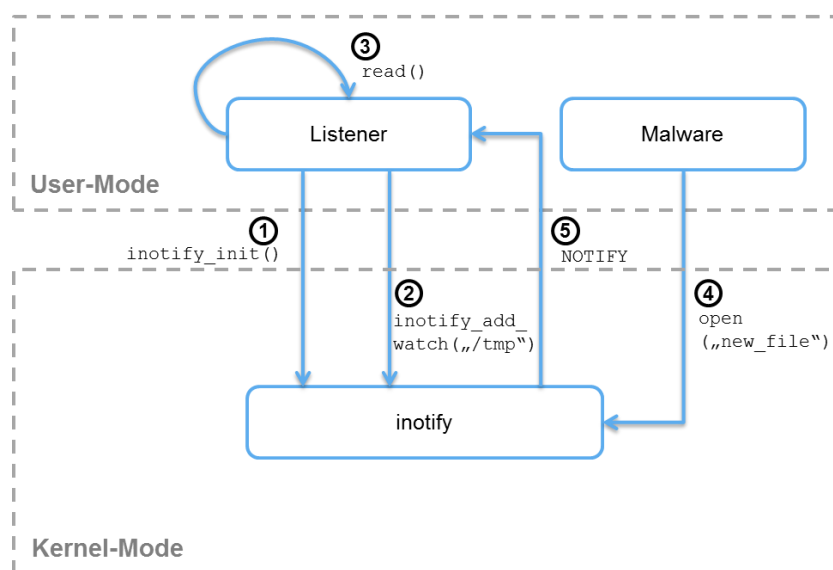 3
read()
Listener
Malware
User-Mode
1
inotify_init()
5
NOTIFY
2
inotify_add_
watch(„/tmp“)
4
open
(„new_file“)
inotify
Kernel-Mode